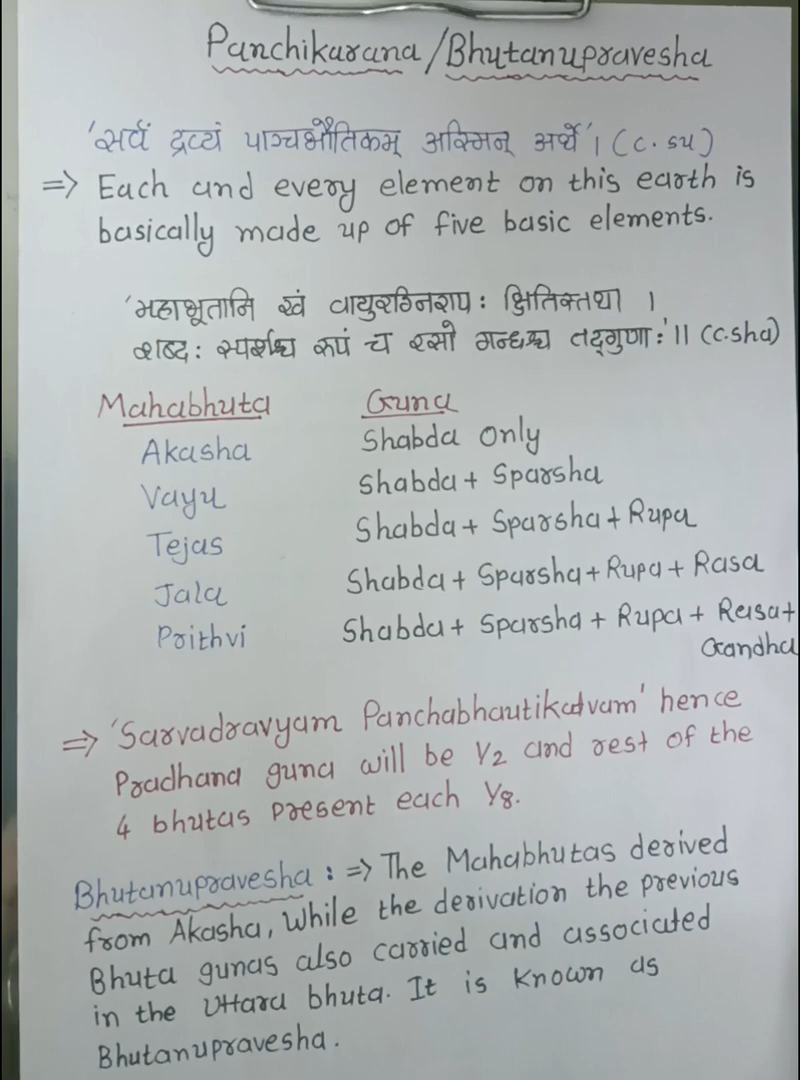 Panchikarana/Bhutanupravesha
'सर्वं द्रव्यं पाञ्चभौतिकम् अस्मिन् अर्थे'। (C.su)
=> Each and every element on this earth is
basically made up of five basic elements.
'महाभूतानि खं वायुरग्निरापः क्षितिस्तथा ।
शब्दः स्पर्शश्च रूपं च रसो गन्धश्च तद्गुणाः'॥ (C.sha)
Mahabhuta Guna
Akasha Shabda Only
Vayu Shabda + Sparsha
Tejas Shabda + Sparsha + Rupa
Jala Shabda + Sparsha + Rupa + Rasa
Prithvi Shabda + Sparsha + Rupa + Rasa +
Gandha
=> 'Sarvadravyam Panchabhautikatvam' hence
Pradhana guna will be 1/2 and rest of the
4 bhutas present each 1/8.
Bhutanupravesha : => The Mahabhutas derived
from Akasha, While the derivation the previous
Bhuta gunas also carried and associated
in the Uttara bhuta. It is known as
Bhutanupravesha.